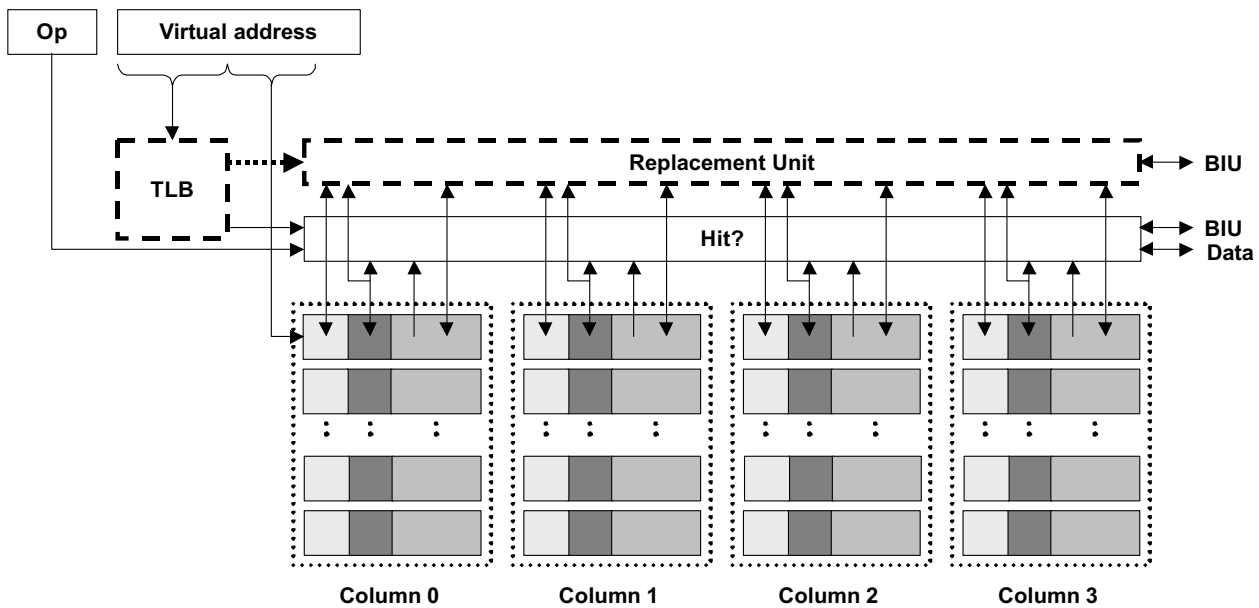 Op
Virtual address
TLB
Replacement Unit
BIU
Hit?
BIU
Data
Column 0
Column 1
Column 2
Column 3